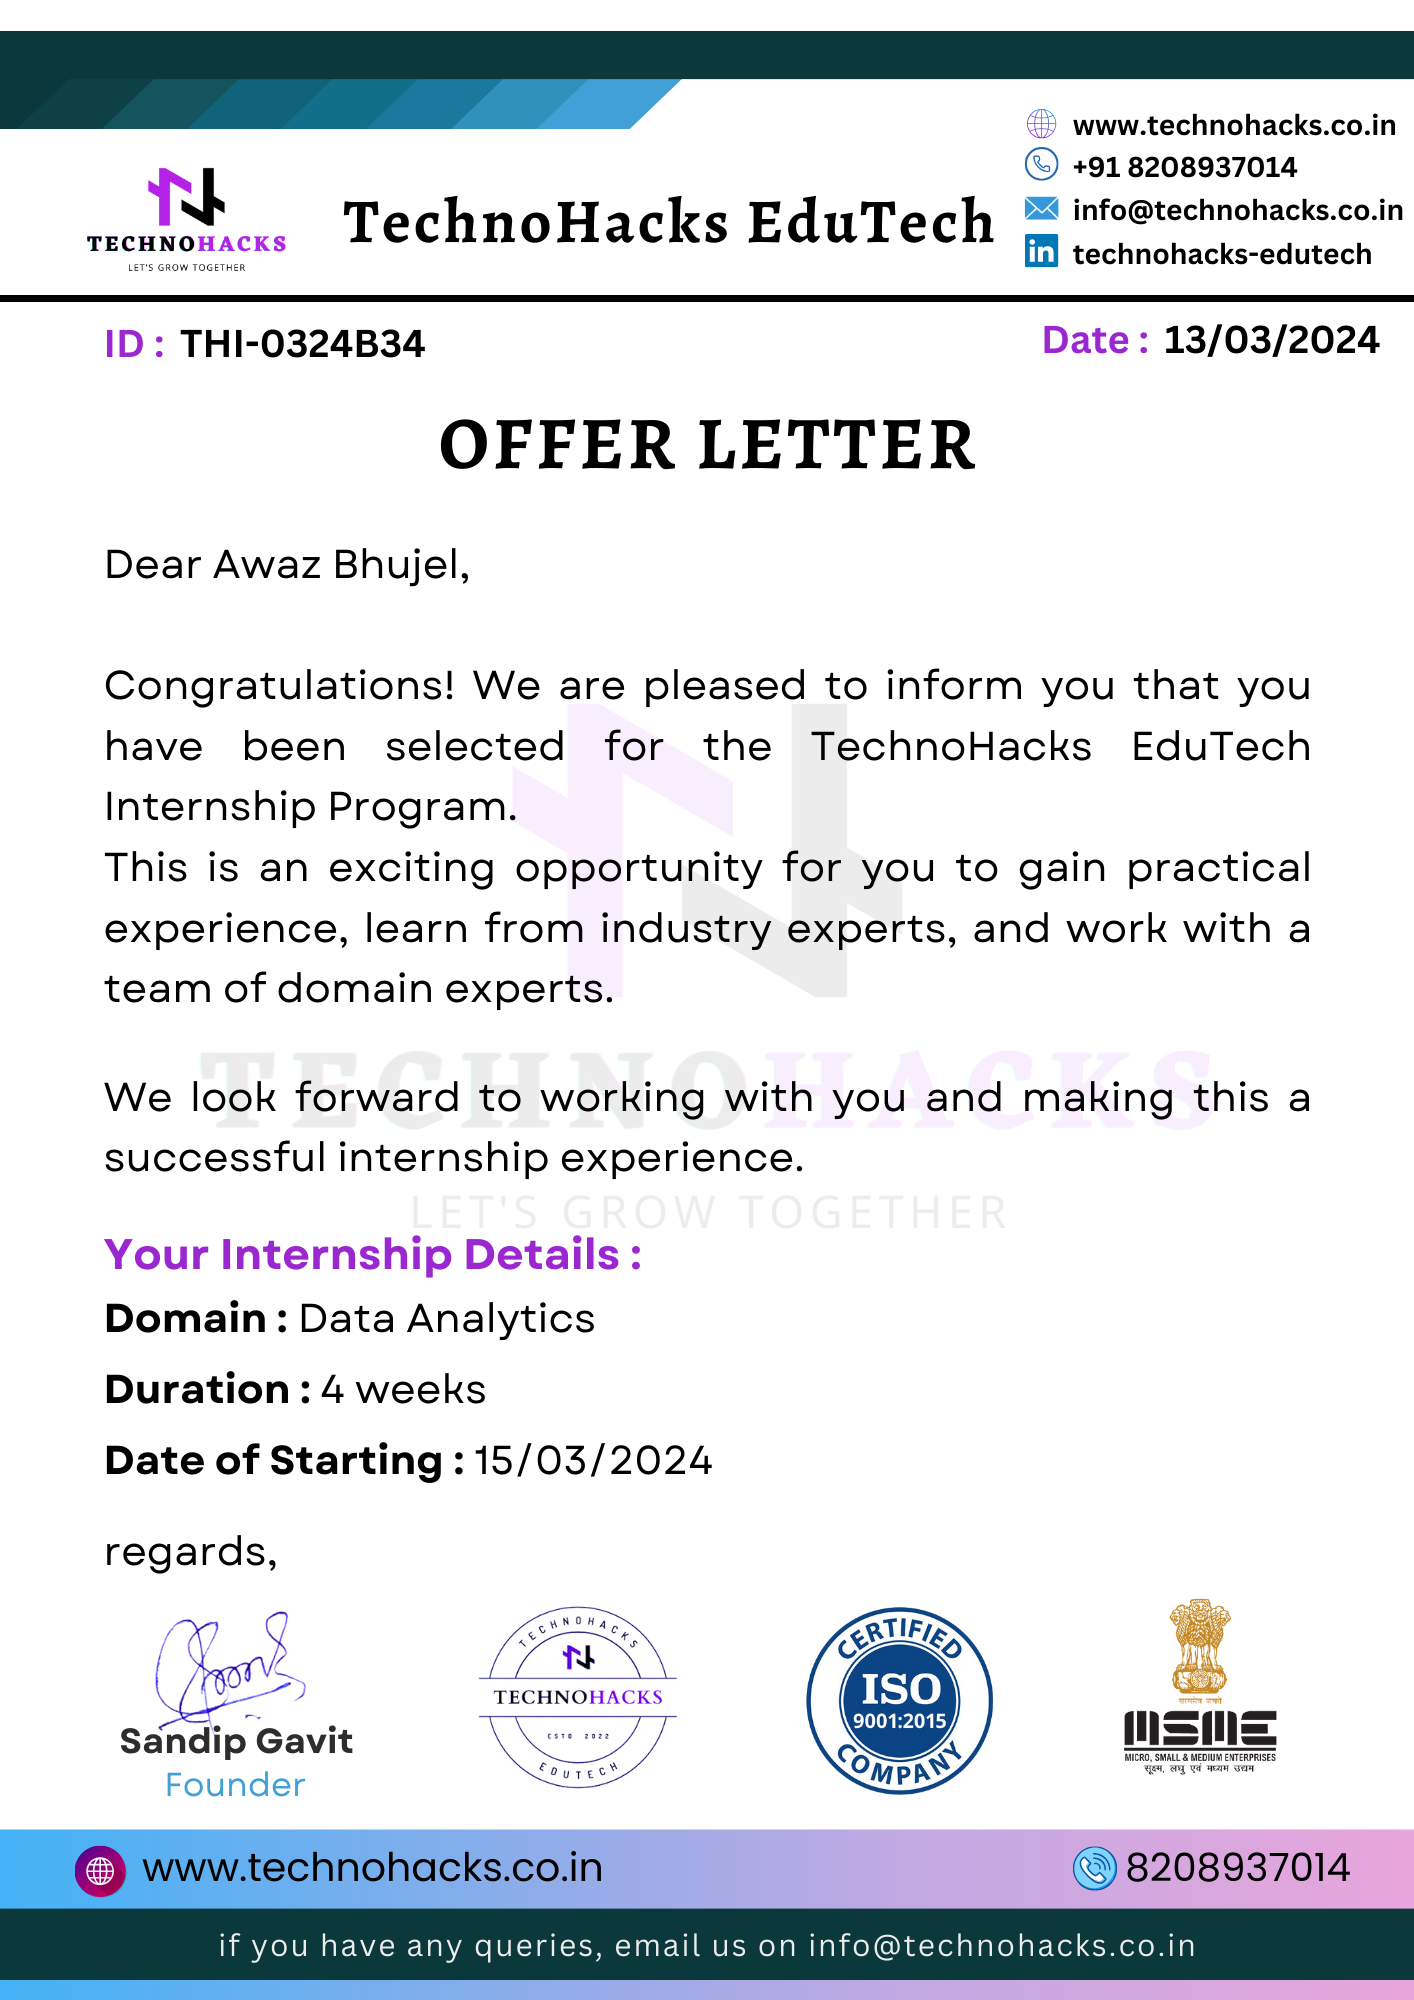 www.technohacks.co.in
+91 8208937014
info@technohacks.co.in
in technohacks-edutech
TECHNOHACKS
LET'S GROW TOGETHER
TechnoHacks EduTech
ID : THI-0324B34
Date : 13/03/2024
OFFER LETTER
Dear Awaz Bhujel,
Congratulations! We are pleased to inform you that you
have been selected for the TechnoHacks EduTech
Internship Program.
This is an exciting opportunity for you to gain practical
experience, learn from industry experts, and work with a
team of domain experts.
TECHNOHACKS
We look forward to working with you and making this a
successful internship experience.
LET'S GROW TOGETHER
Your Internship Details :
Domain : Data Analytics
Duration : 4 weeks
Date of Starting : 15/03/2024
regards,
Sandip Gavit
Founder
TECHNOHACKS
TECHNOHACKS
ESTD 2022
EDUTECH
CERTIFIED
ISO
9001:2015
COMPANY
सत्यमेव जयते
MSME
MICRO, SMALL & MEDIUM ENTERPRISES
सूक्ष्म, लघु एवं मध्यम उद्यम
www.technohacks.co.in
8208937014
if you have any queries, email us on info@technohacks.co.in